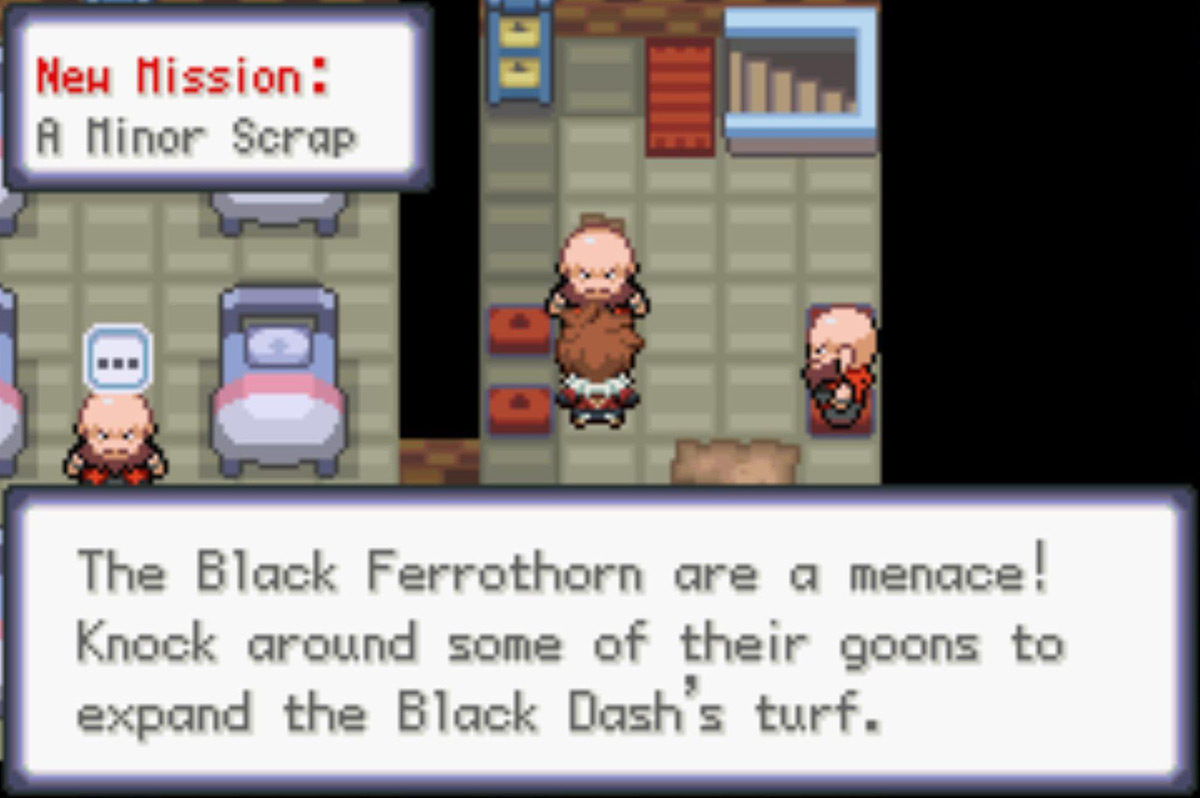 New Mission:
A Minor Scrap
...
The Black Ferrothorn are a menace!
Knock around some of their goons to
expand the Black Dash's turf.